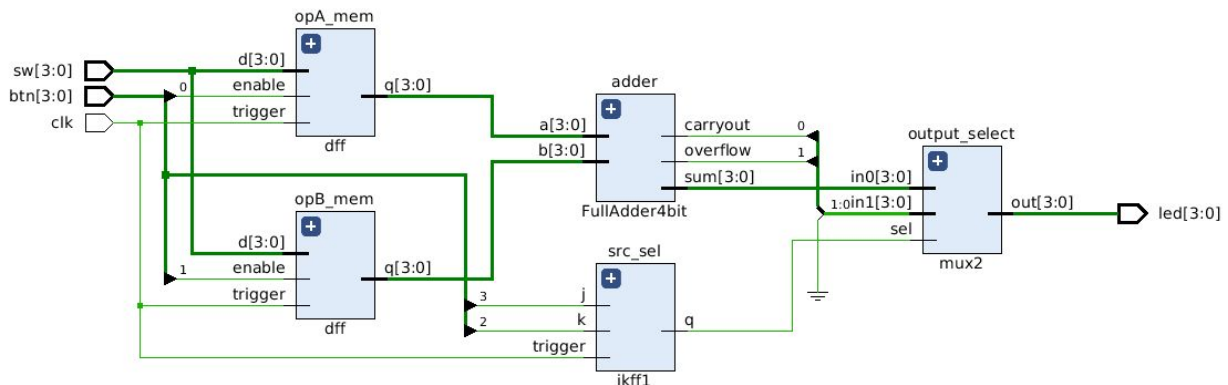 opA_mem
d[3:0]
sw[3:0]
btn[3:0]
0
enable
q[3:0]
clk
trigger
dff
opB_mem
d[3:0]
1
enable
q[3:0]
trigger
dff
adder
a[3:0]
carryout
0
b[3:0]
overflow
1
sum[3:0]
FullAdder4bit
src_sel
3
j
2
k
q
trigger
jkff1
output_select
in0[3:0]
1:0
in1[3:0]
out[3:0]
led[3:0]
sel
mux2